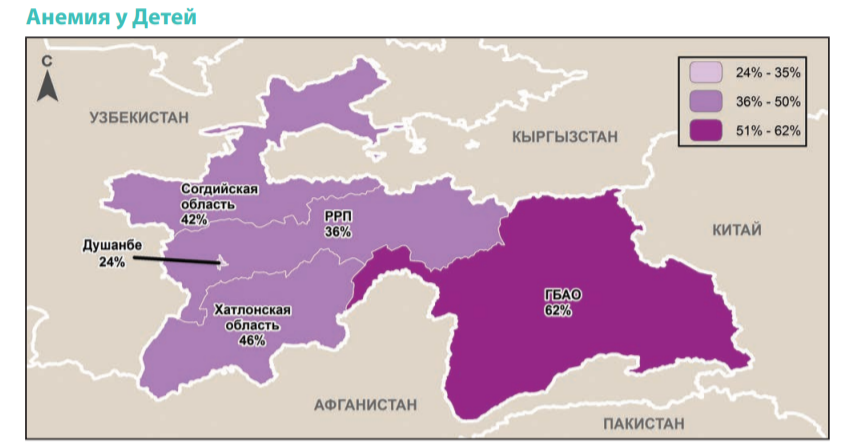 Анемия у Детей
С
24% - 35%
36% - 50%
51% - 62%
УЗБЕКИСТАН
КЫРГЫЗСТАН
Согдийская
область
42%
РРП
36%
КИТАЙ
Душанбе
24%
ГБАО
62%
Хатлонская
область
46%
АФГАНИСТАН
ПАКИСТАН